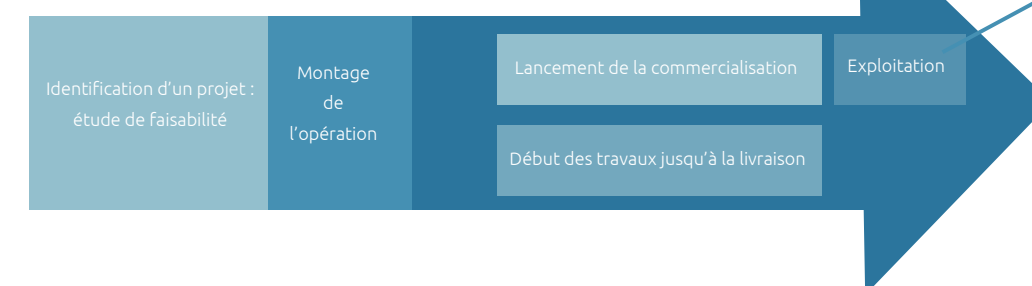 Identification d'un projet :
étude de faisabilité
Montage
de
l'opération
Lancement de la commercialisation
Exploitation
Début des travaux jusqu'à la livraison